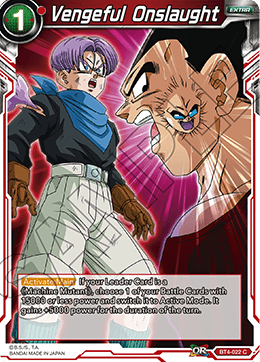 1
Vengeful Onslaught
EXTRA
Activate Main If your Leader Card is a
《Machine Mutant》, choose 1 of your Battle Cards with
15000 or less power and switch it to Active Mode. It
gains +5000 power for the duration of the turn.
©B.S./S., T.A.
BANDAI MADE IN JAPAN
BT4-022 C